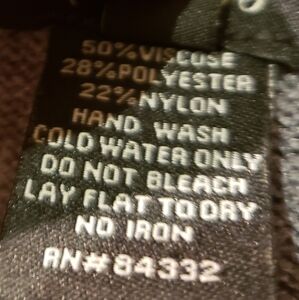 50% VISCOSE
28% POLYESTER
22% NYLON
HAND WASH
COLD WATER ONLY
DO NOT BLEACH
LAY FLAT TO DRY
NO IRON
RN#84332